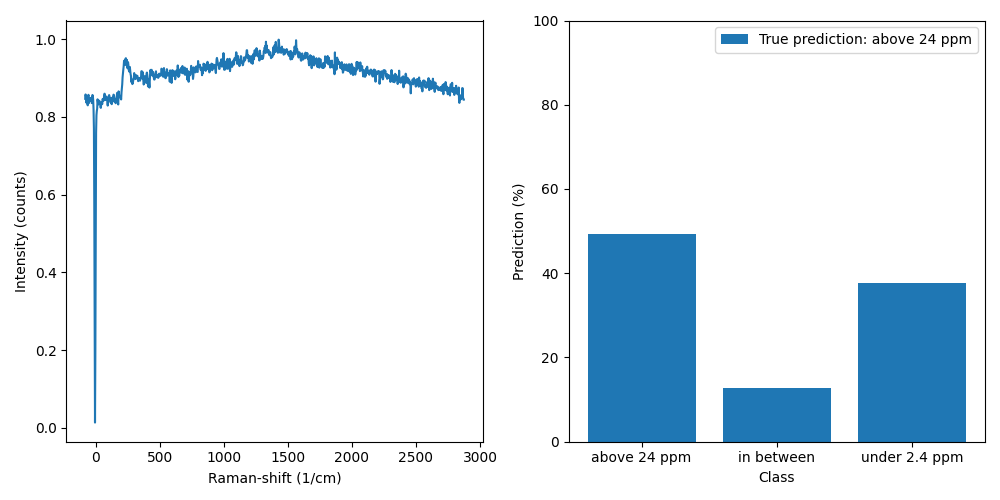 1.0
0.8
0.6
0.4
0.2
0.0
Intensity (counts)
0 500 1000 1500 2000 2500 3000
Raman-shift (1/cm)
100
80
60
40
20
0
Prediction (%)
True prediction: above 24 ppm
above 24 ppm in between under 2.4 ppm
Class